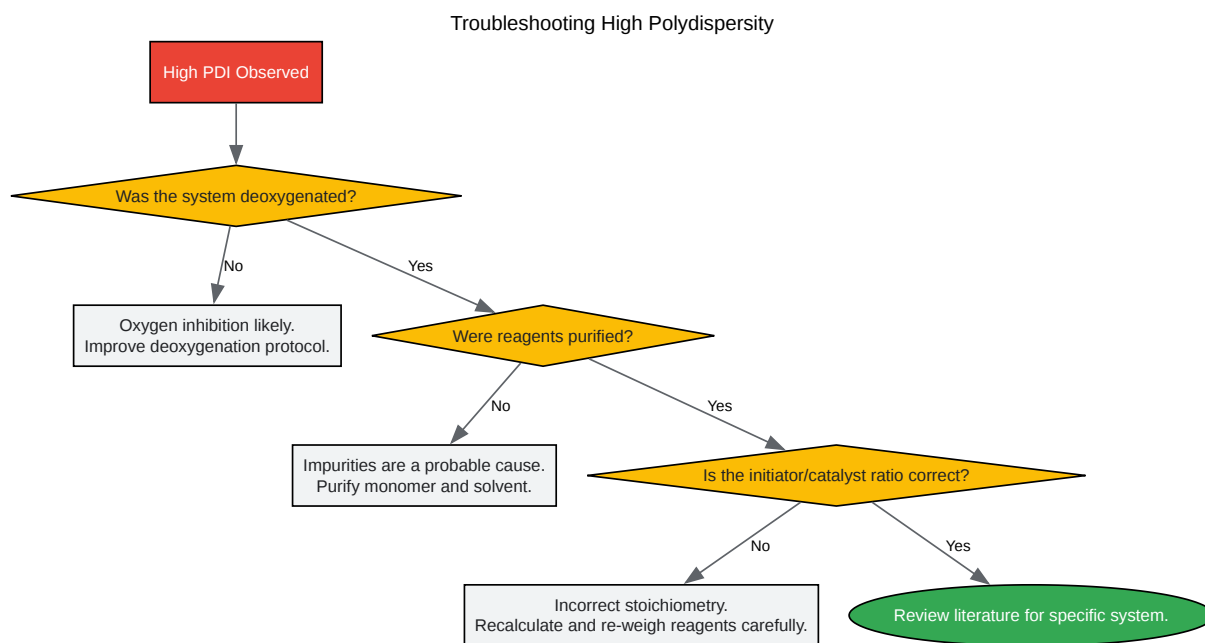 Troubleshooting High Polydispersity
High PDI Observed
Was the system deoxygenated?
No
Yes
Oxygen inhibition likely.
Improve deoxygenation protocol.
Were reagents purified?
No
Yes
Impurities are a probable cause.
Purify monomer and solvent.
Is the initiator/catalyst ratio correct?
No
Yes
Incorrect stoichiometry.
Recalculate and re-weigh reagents carefully.
Review literature for specific system.